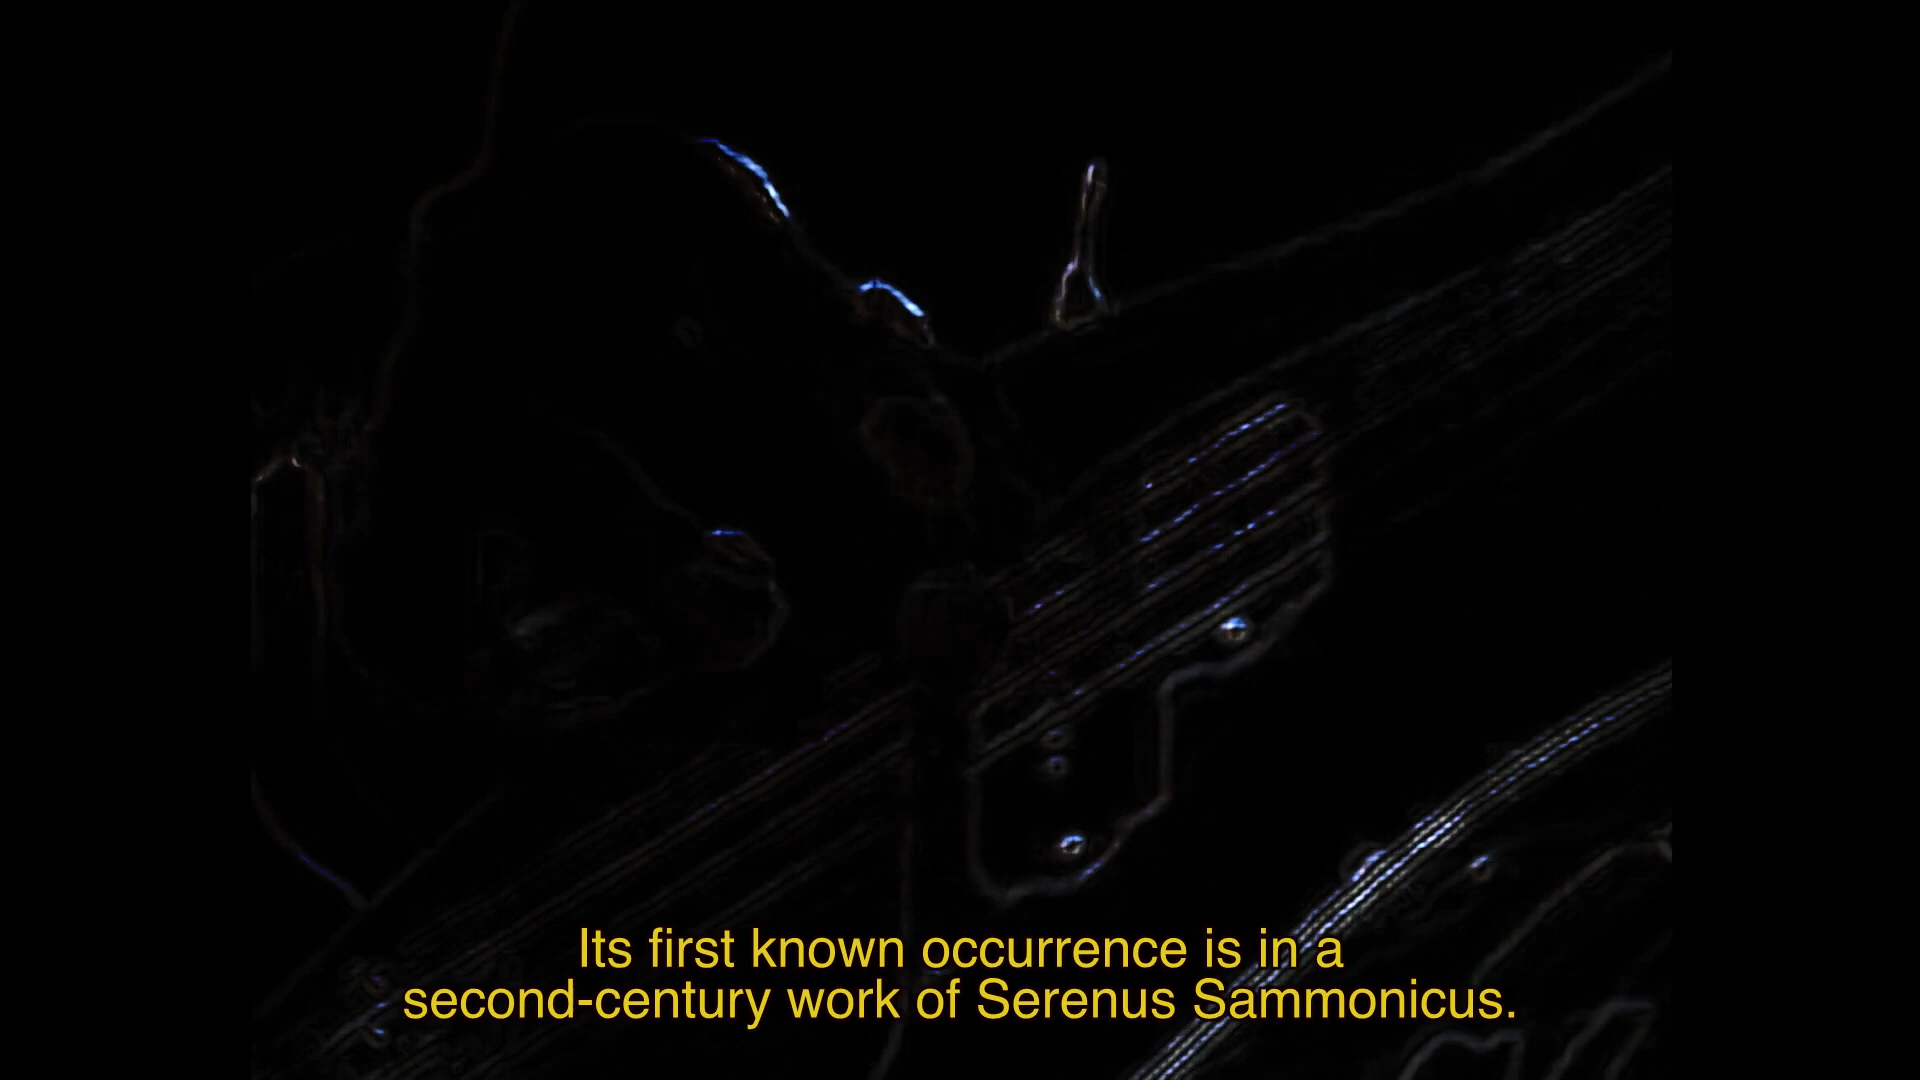 Its first known occurrence is in a
second-century work of Serenus Sammonicus.